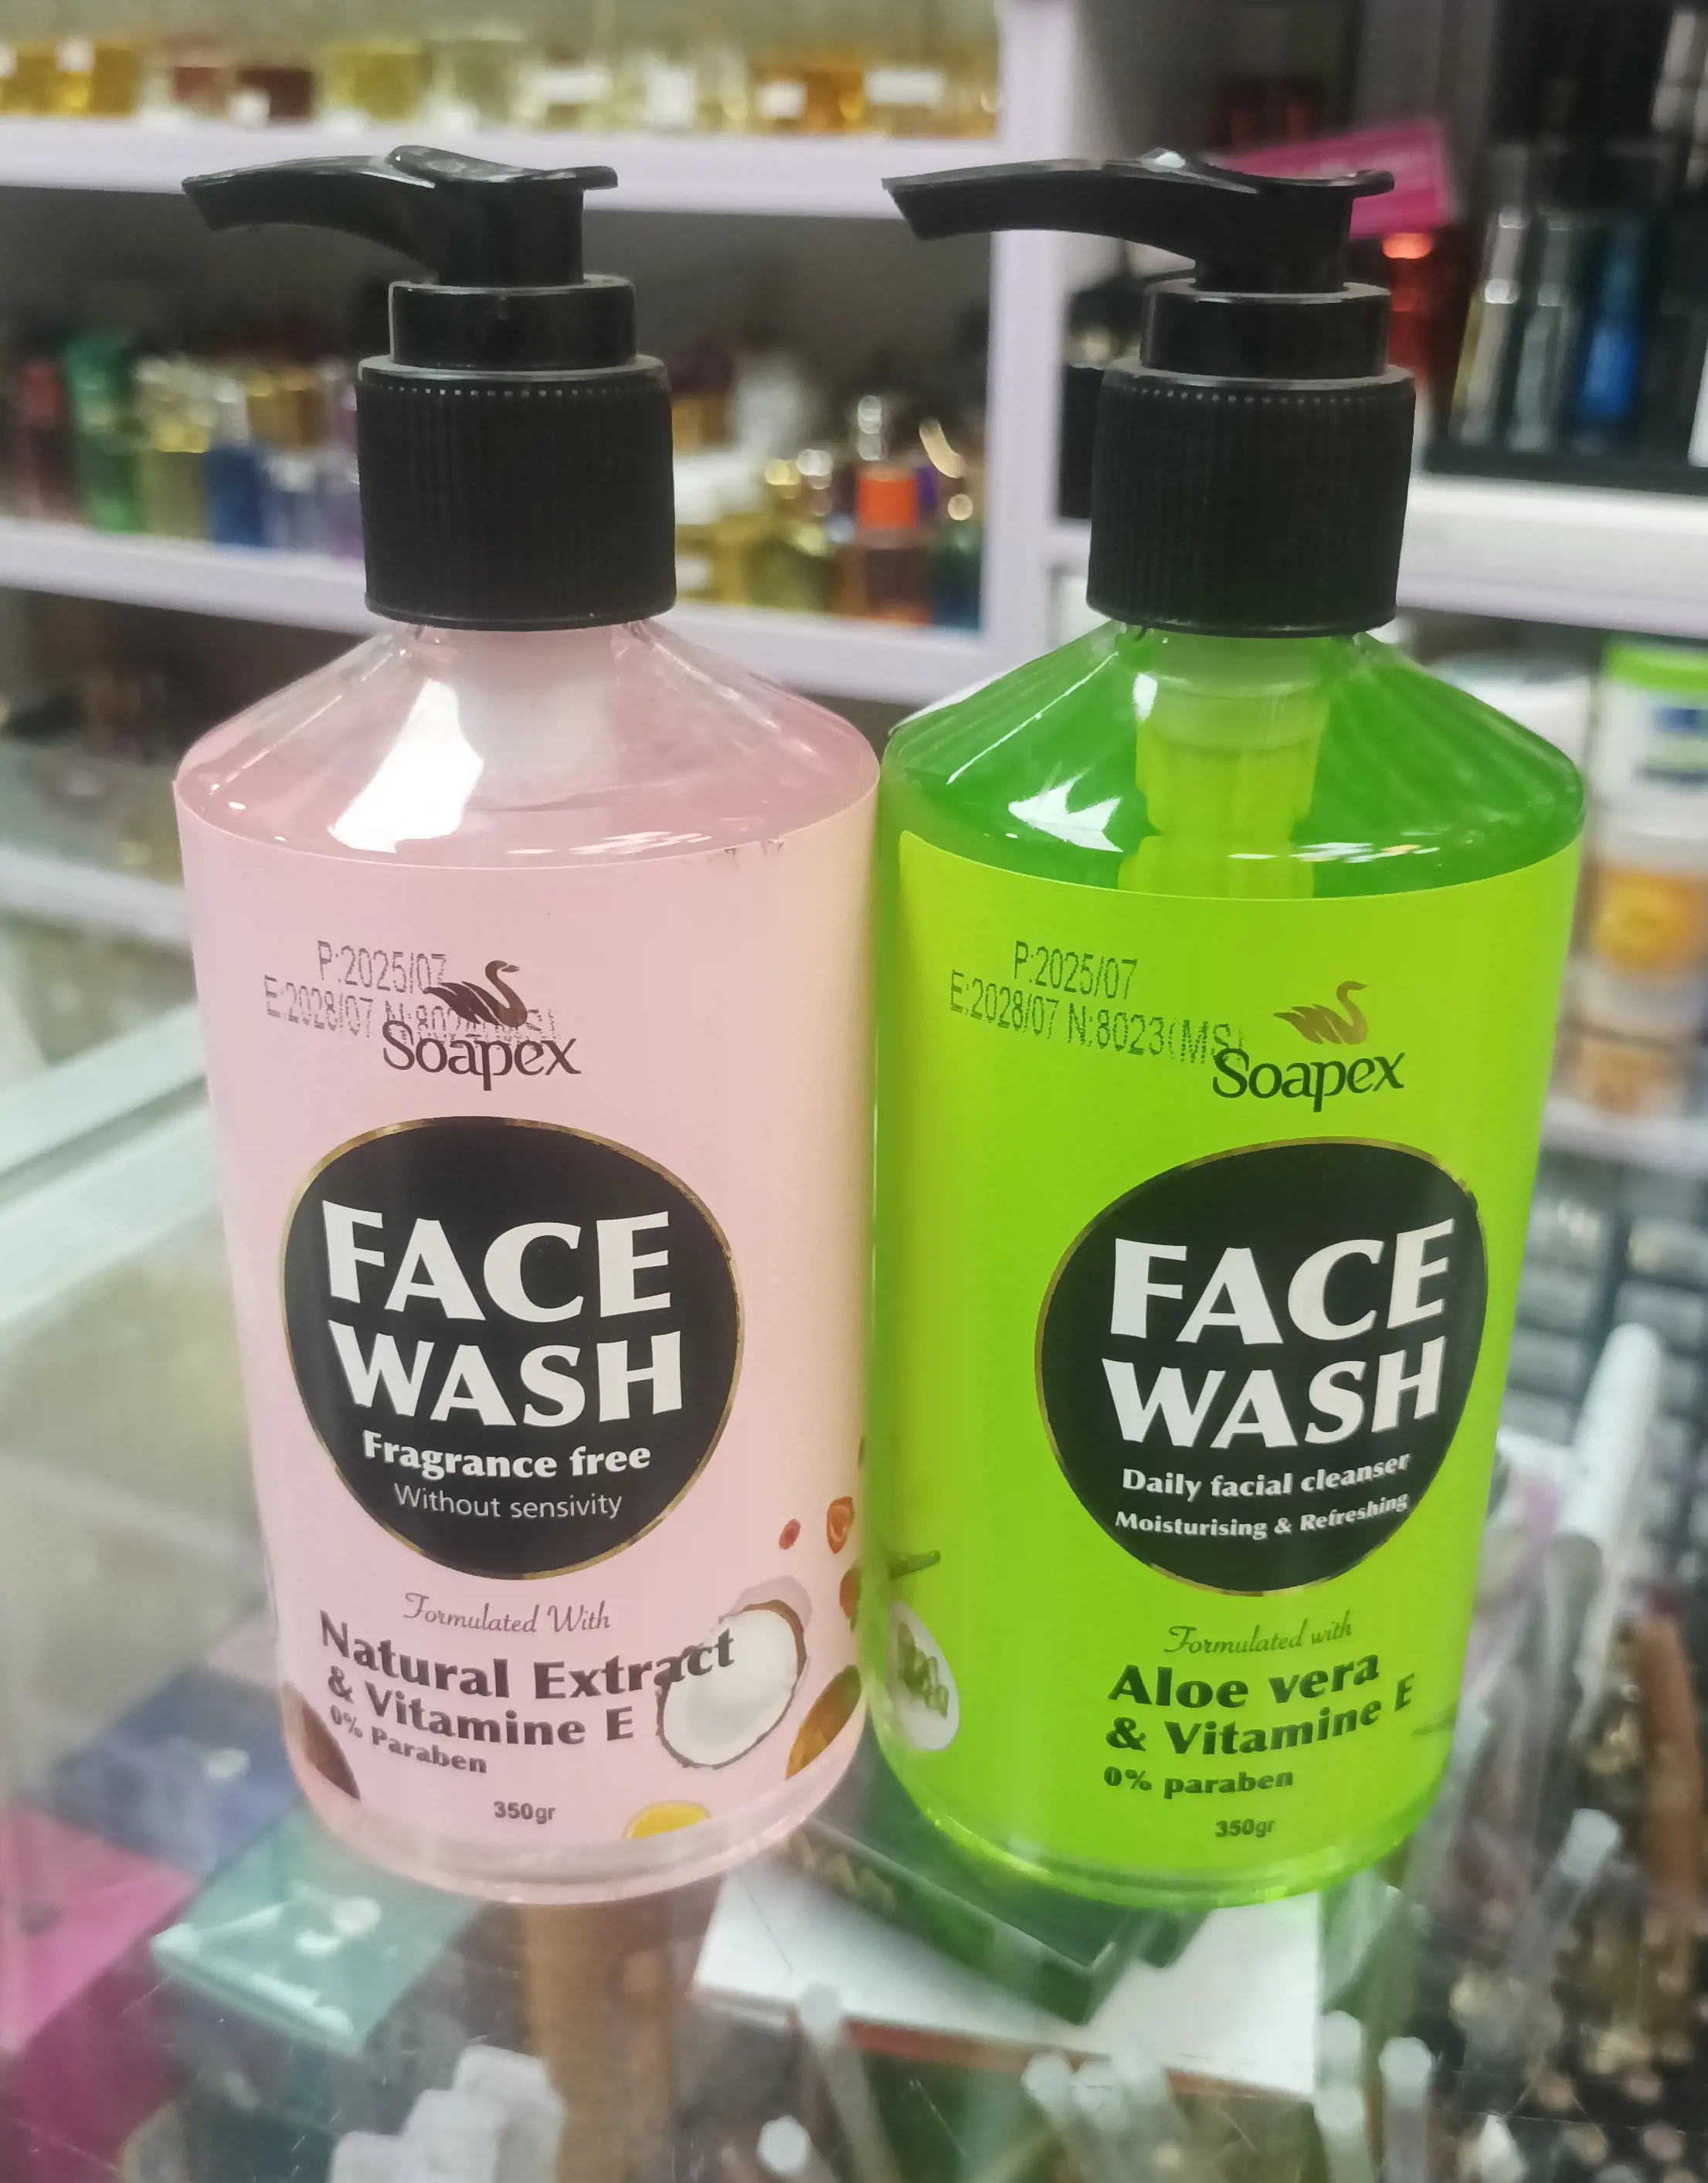 P:2025/07
E:2028/07
Soapex
FACE
WASH
Fragrance free
Without sensivity
Formulated With
Natural Extract
& Vitamine E
0% Paraben
350gr
P:2025/07
E:2028/07 N:8023(MS)
Soapex
FACE
WASH
Daily facial cleanser
Moisturising & Refreshing
Formulated with
Aloe vera
& Vitamine E
0% paraben
350gr